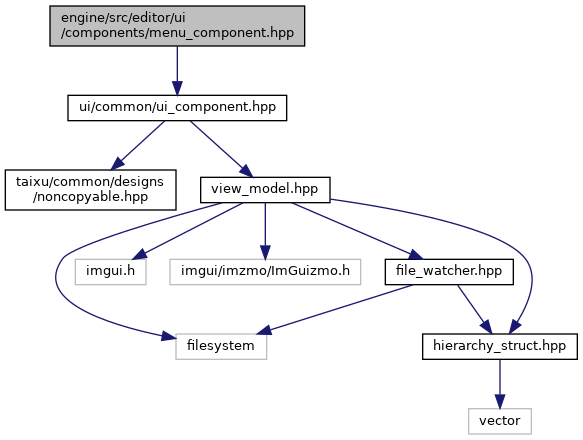 engine/src/editor/ui
/components/menu_component.hpp
ui/common/ui_component.hpp
taixu/common/designs
/noncopyable.hpp
view_model.hpp
imgui.h
imgui/imzmo/ImGuizmo.h
file_watcher.hpp
filesystem
hierarchy_struct.hpp
vector